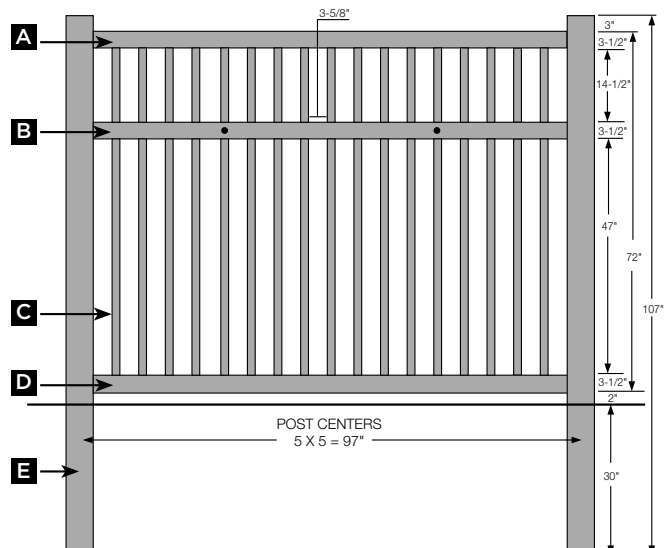 3-5/8"
3"
A
3-1/2"
14-1/2"
B
3-1/2"
47"
72"
107"
C
D
3-1/2"
2"
POST CENTERS
5 X 5 = 97"
E
30"